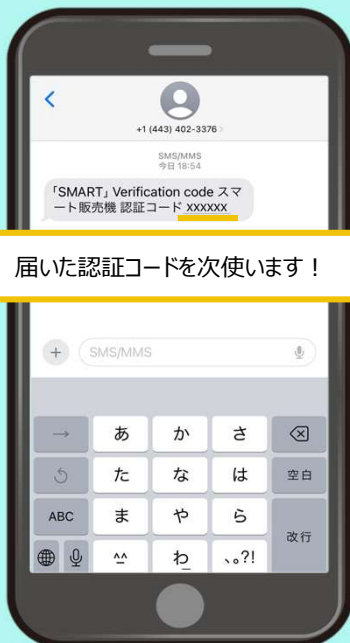 +1 (443) 402-3376 >
SMS/MMS
今日 18:54
「SMART」Verification code スマ
ート販売機 認証コード xxxxxx
届いた認証コードを次使います！
SMS/MMS
→ あ か さ
た な は 空白
ABC ま や ら 改行
^^ わ_ 、。?!